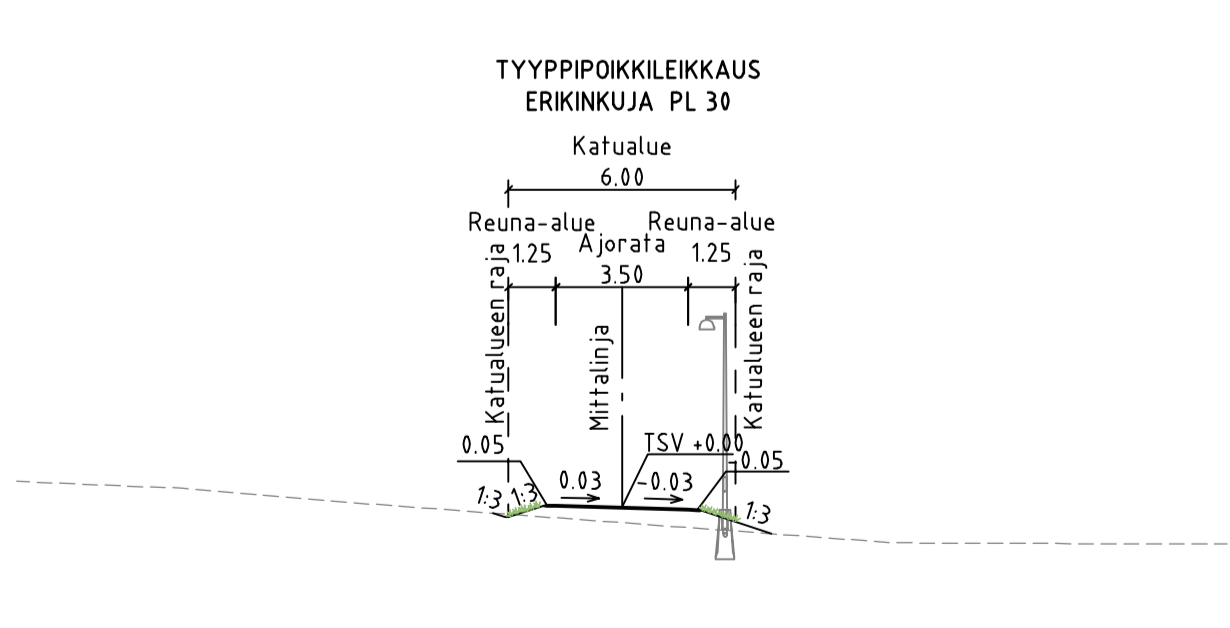 TYYPPIPOIKKILEIKKAUS
ERIKINKUJA PL 30
Katualue
6.00
Reuna-alue
Reuna-alue
Ajorata
1.25
1.25
3.50
Katualueen raja
Mittalinja
Katualueen raja
0.05
TSV +0.00
-0.05
0.03
-0.03
1:3
1:3
1:3